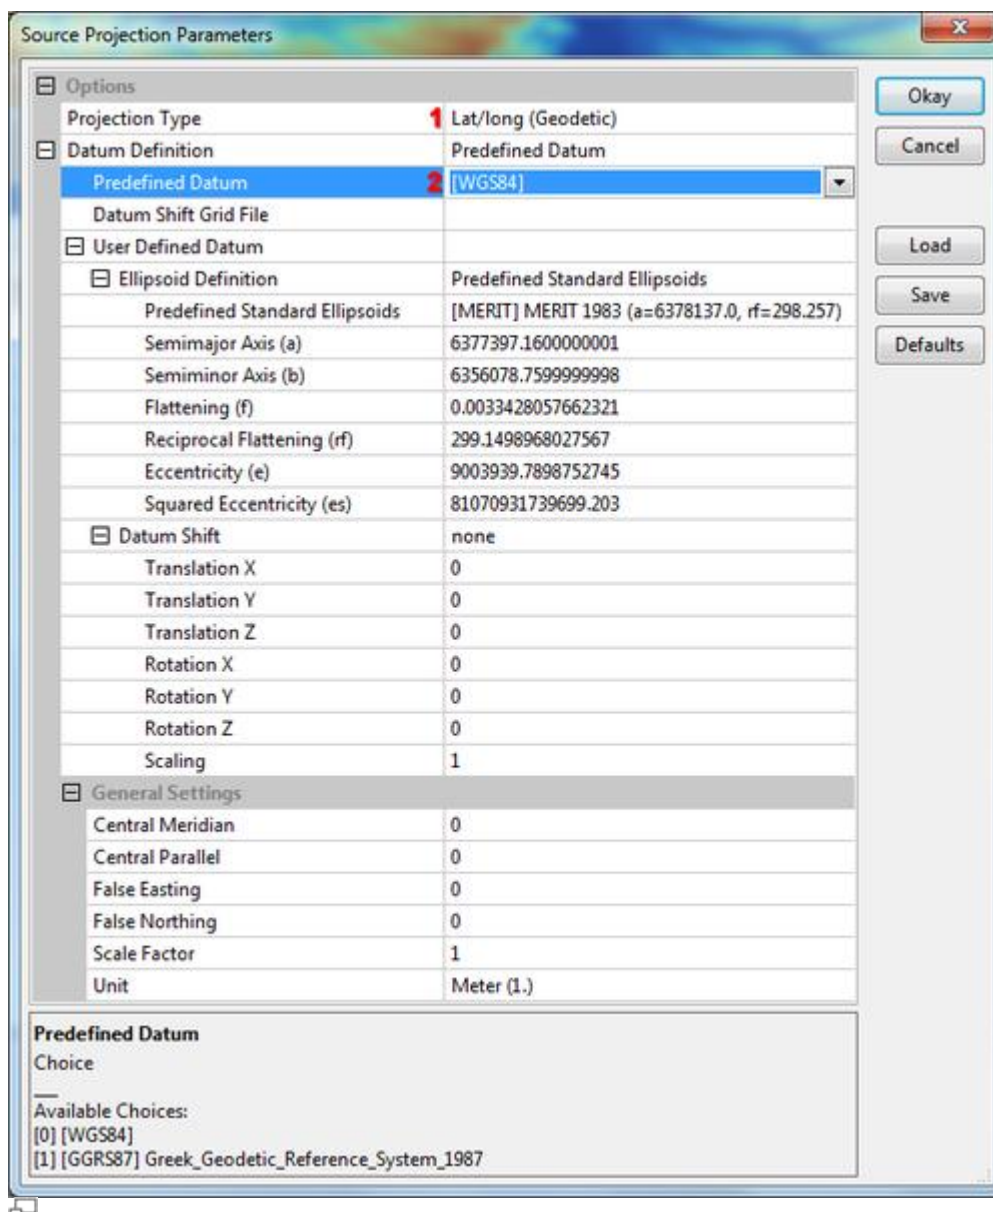 Source Projection Parameters
Options
Okay
Projection Type 1 Lat/long (Geodetic)
Datum Definition Predefined Datum
Cancel
Predefined Datum 2 [WGS84]
Datum Shift Grid File
User Defined Datum
Load
Ellipsoid Definition Predefined Standard Ellipsoids
Save
Predefined Standard Ellipsoids [MERIT] MERIT 1983 (a=6378137.0, rf=298.257)
Semimajor Axis (a) 6377397.1600000001
Defaults
Semiminor Axis (b) 6356078.7599999998
Flattening (f) 0.0033428057662321
Reciprocal Flattening (rf) 299.1498968027567
Eccentricity (e) 9003939.7898752745
Squared Eccentricity (es) 81070931739699.203
Datum Shift none
Translation X 0
Translation Y 0
Translation Z 0
Rotation X 0
Rotation Y 0
Rotation Z 0
Scaling 1
General Settings
Central Meridian 0
Central Parallel 0
False Easting 0
False Northing 0
Scale Factor 1
Unit Meter (1.)
Predefined Datum
Choice
__
Available Choices:
[0] [WGS84]
[1] [GGRS87] Greek_Geodetic_Reference_System_1987